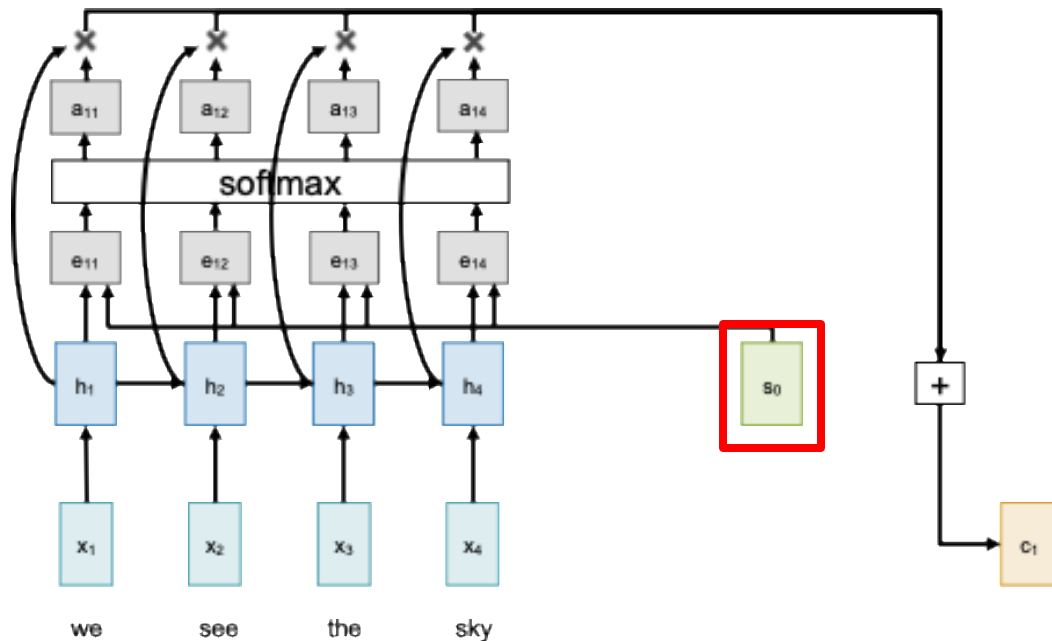 a₁₁ a₁₂ a₁₃ a₁₄
softmax
e₁₁ e₁₂ e₁₃ e₁₄
h₁ h₂ h₃ h₄ s₀ +
x₁ x₂ x₃ x₄ c₁
we see the sky